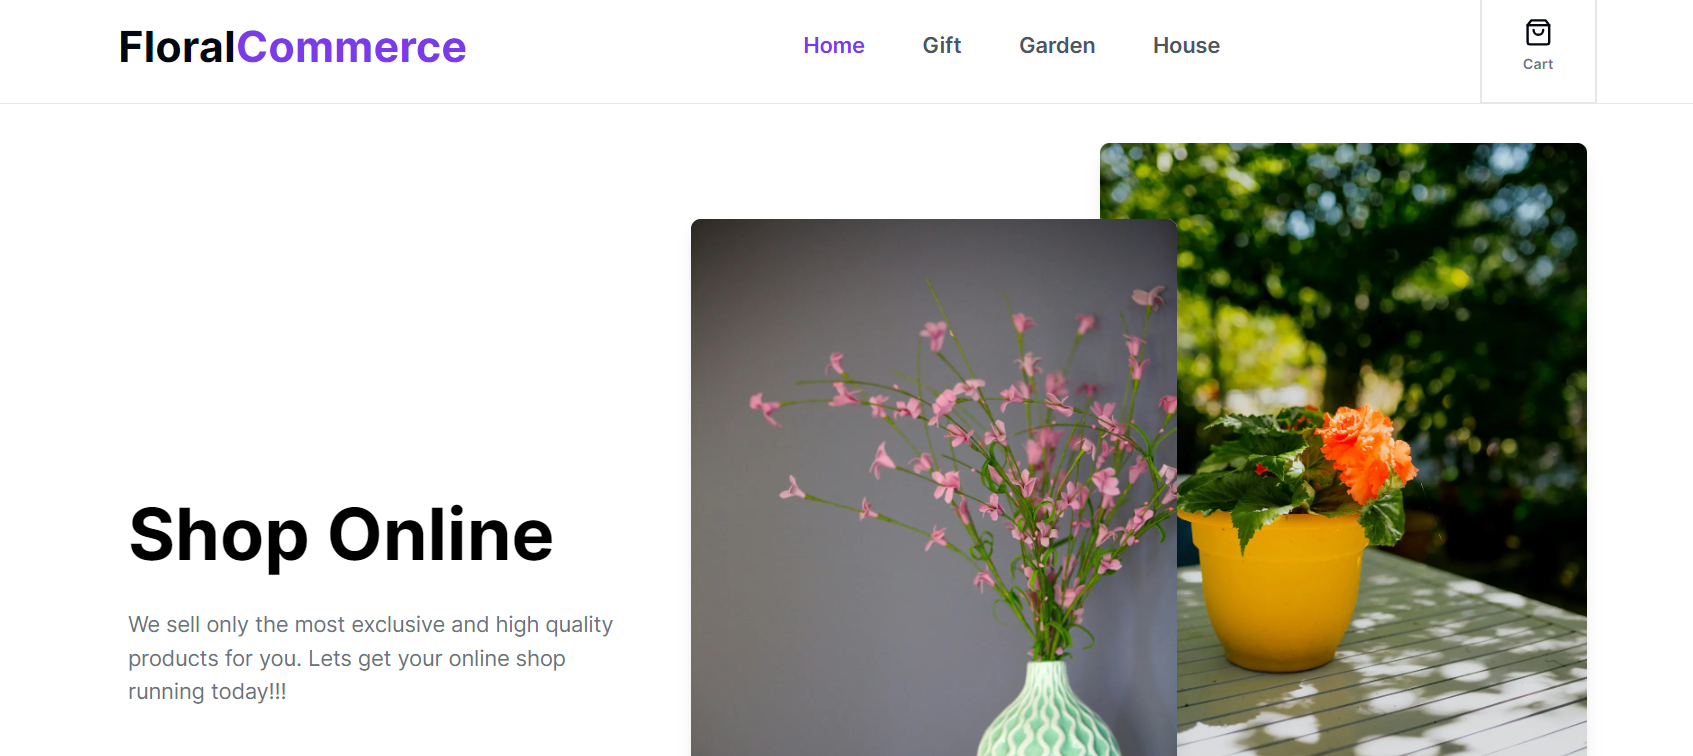 FloralCommerce
Home Gift Garden House
Cart
Shop Online
We sell only the most exclusive and high quality
products for you. Lets get your online shop
running today!!!